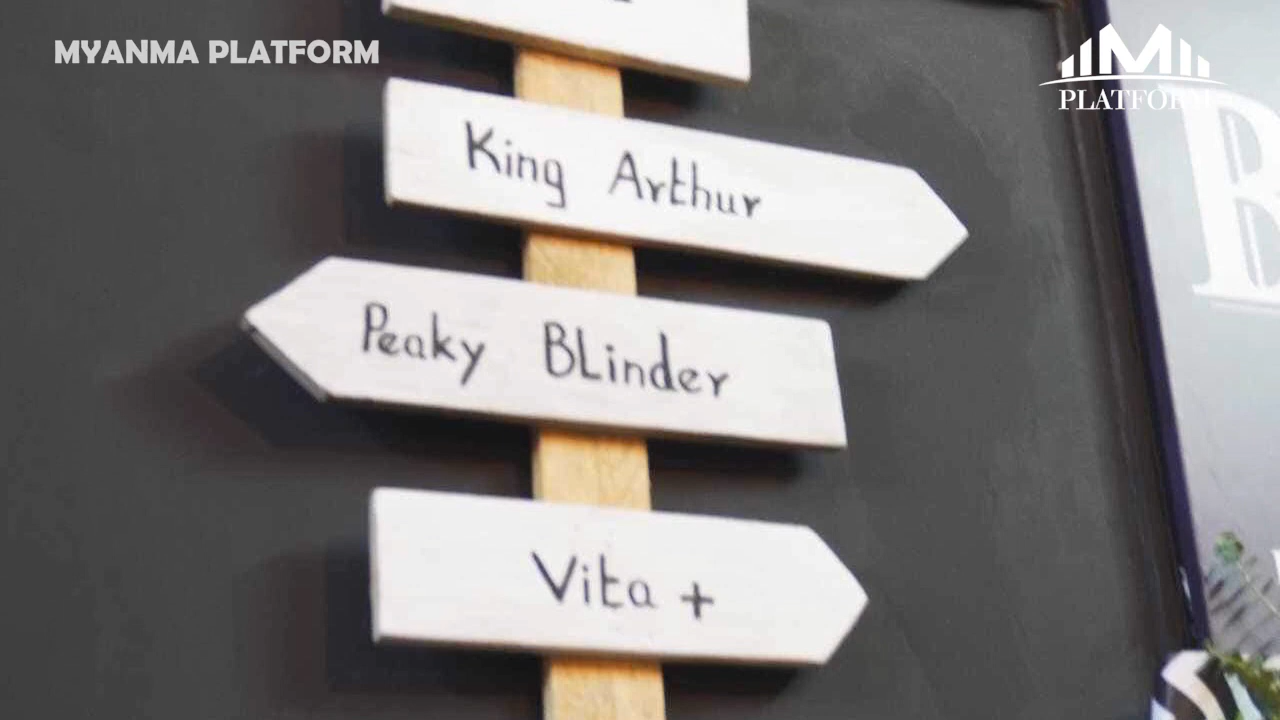 MYANMA PLATFORM
PLATFORM
King Arthur
Peaky BLinder
Vita +